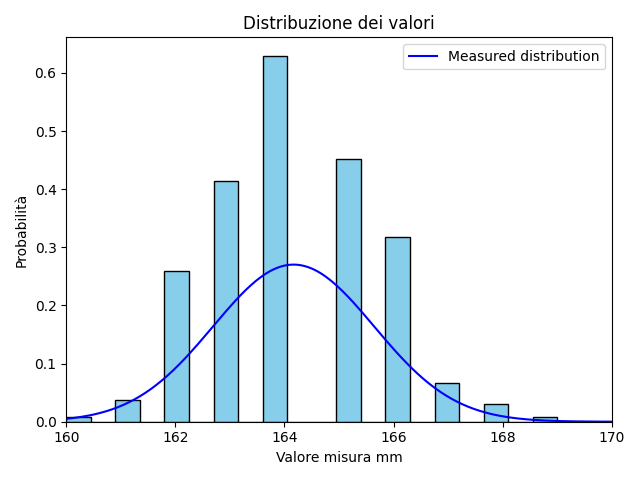 Distribuzione dei valori
Measured distribution
Probabilità
0.6
0.5
0.4
0.3
0.2
0.1
0.0
160 162 164 166 168 170
Valore misura mm